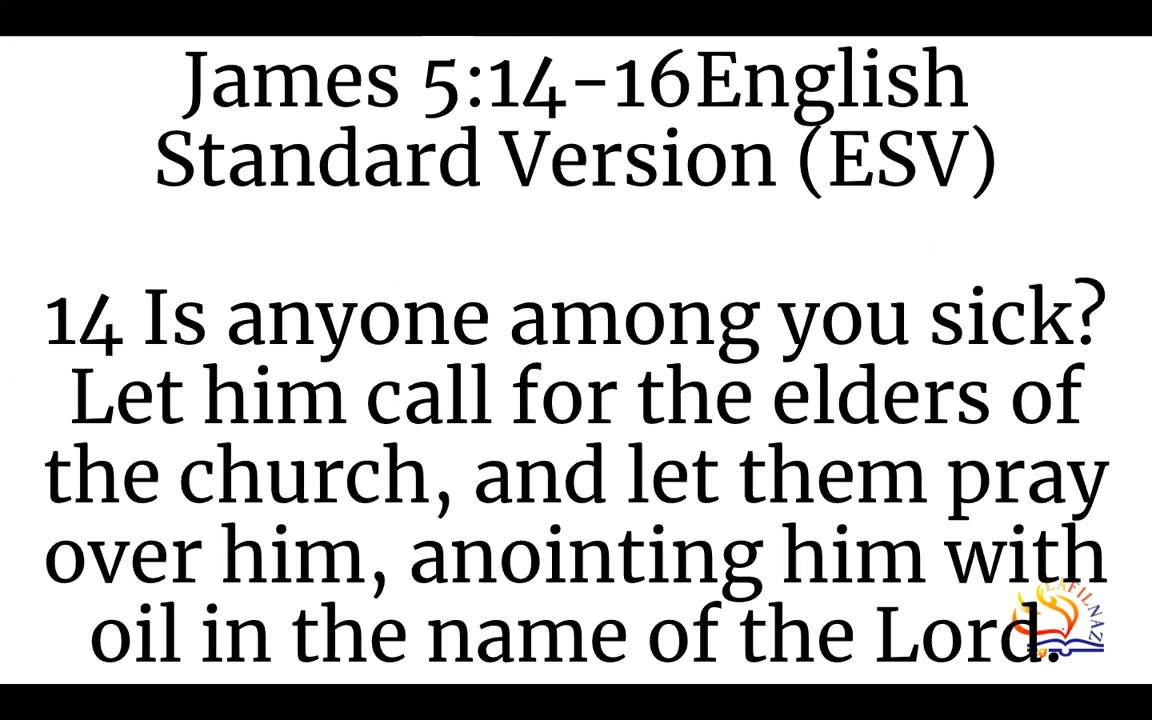 James 5:14-16English
Standard Version (ESV)
14 Is anyone among you sick?
Let him call for the elders of
the church, and let them pray
over him, anointing him with
oil in the name of the Lord.
LAFILNAZ